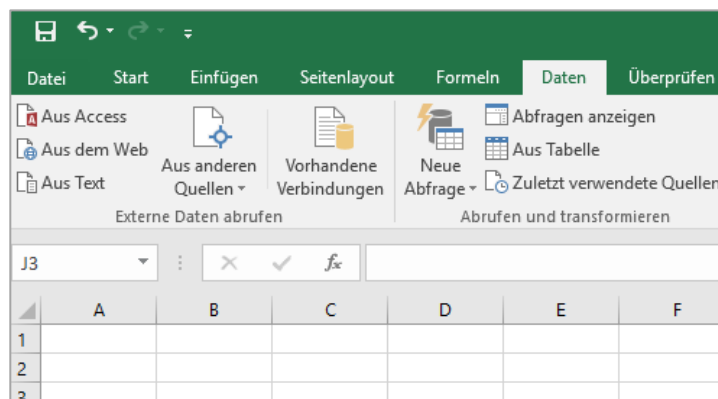 Datei Start Einfügen Seitenlayout Formeln Daten Überprüfen
Aus Access
Aus dem Web
Aus Text
Aus anderen
Quellen
Vorhandene
Verbindungen
Externe Daten abrufen
Neue
Abfrage
Abfragen anzeigen
Aus Tabelle
Zuletzt verwendete Quellen
Abrufen und transformieren
J3 fx
A B C D E F
1
2
3